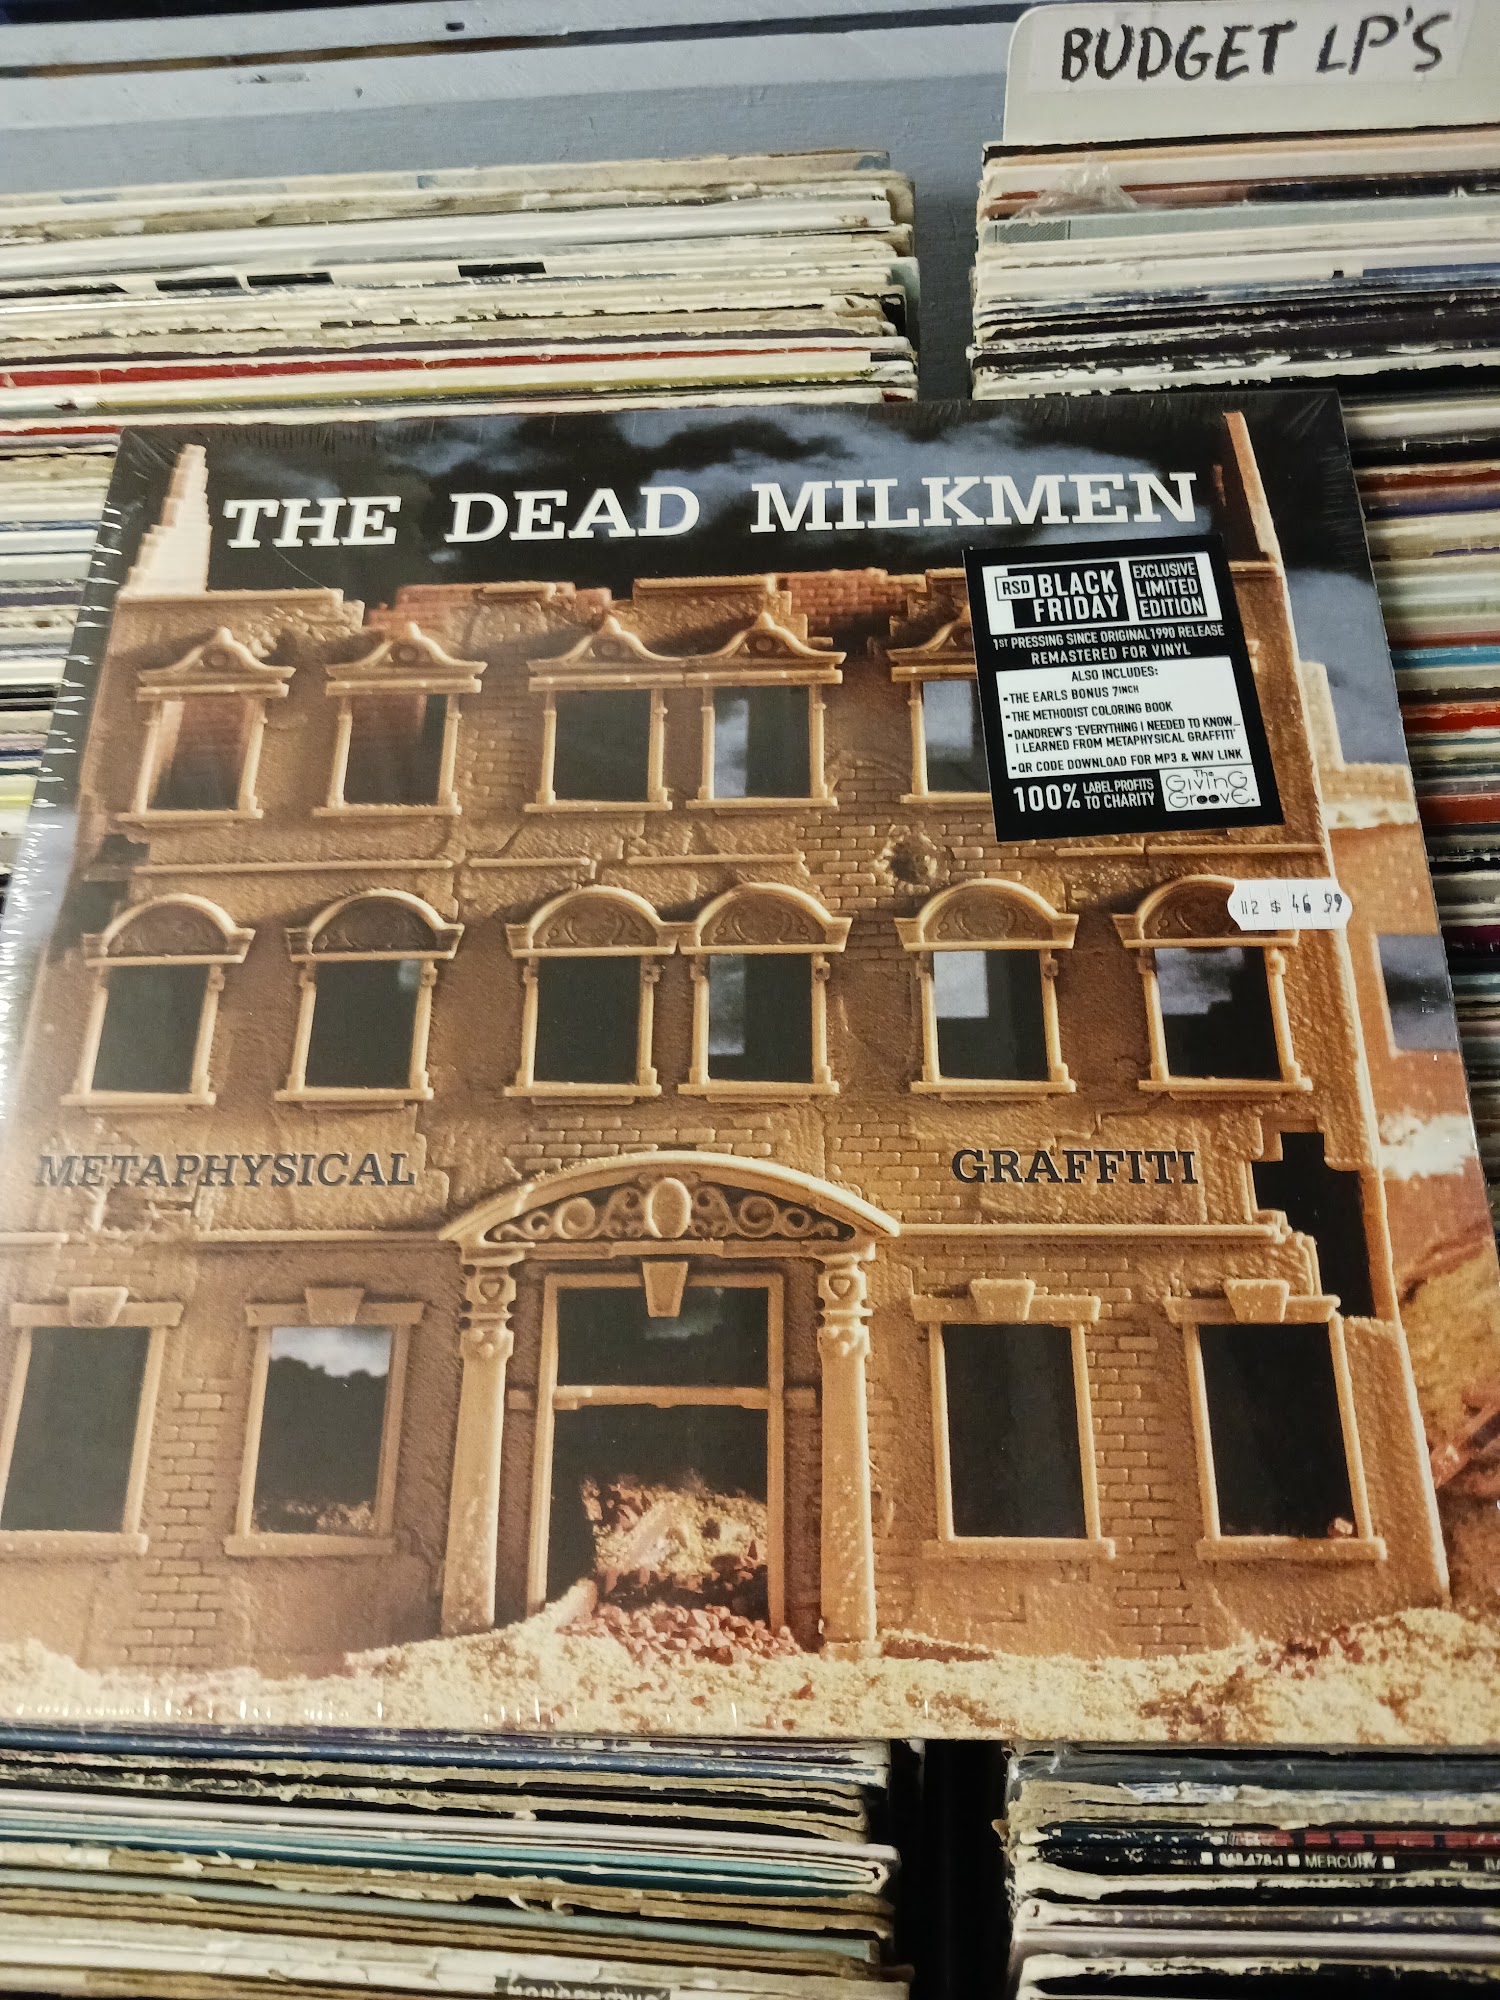 BUDGET LP'S
THE DEAD MILKMEN
RSD BLACK FRIDAY
EXCLUSIVE
LIMITED
EDITION
1ST PRESSING SINCE ORIGINAL 1990 RELEASE
REMASTERED FOR VINYL
ALSO INCLUDES:
-THE EARLS BONUS 7INCH
-THE METHODIST COLORING BOOK
-DANDREW'S 'EVERYTHING I NEEDED TO KNOW...
I LEARNED FROM METAPHYSICAL GRAFFITI'
-QR CODE DOWNLOAD FOR MP3 & WAV LINK
100% LABEL PROFITS
TO CHARITY
The
GiVinG
GrooVE.
112 $ 46.99
METAPHYSICAL GRAFFITI
MERCURY